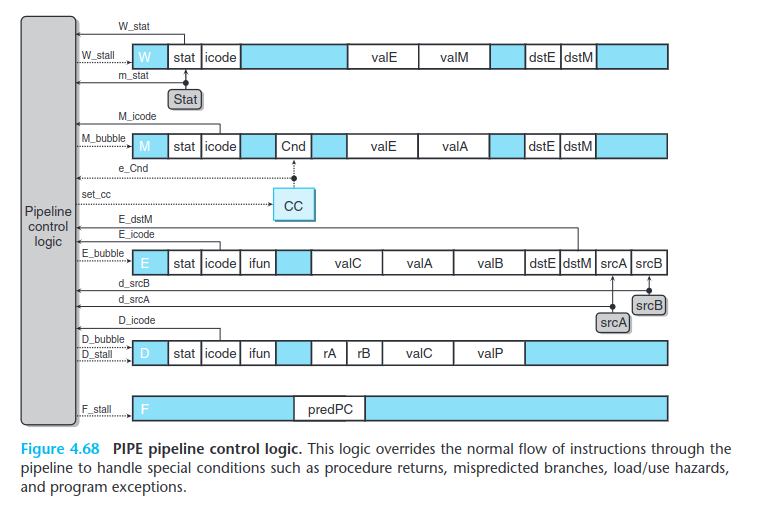 W_stat
W_stall W stat icode valE valM dstE dstM
m_stat
Stat
M_icode
M_bubble M stat icode Cnd valE valA dstE dstM
e_Cnd
set_cc
CC
Pipeline
control
logic
E_dstM
E_icode
E_bubble E stat icode ifun valC valA valB dstE dstM srcA srcB
d_srcB
d_srcA
srcB
srcA
D_icode
D_bubble
D_stall D stat icode ifun rA rB valC valP
F_stall F predPC
Figure 4.68 PIPE pipeline control logic. This logic overrides the normal flow of instructions through the
pipeline to handle special conditions such as procedure returns, mispredicted branches, load/use hazards,
and program exceptions.